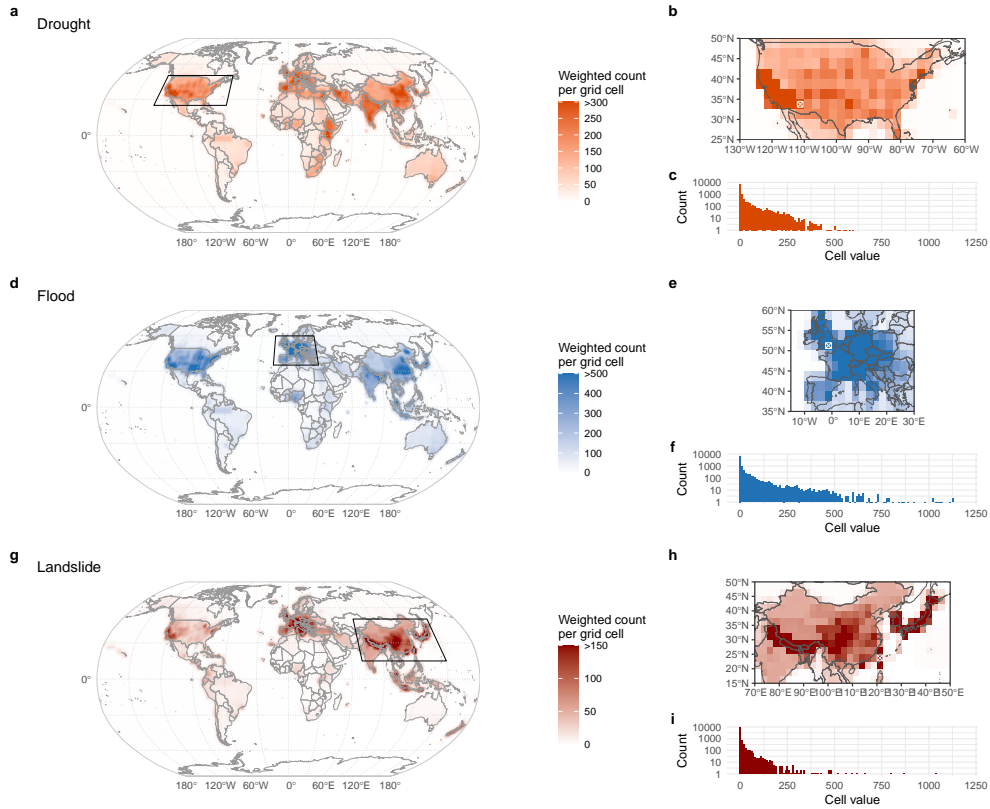 a
Drought
0°
180° 120°W 60°W 0° 60°E 120°E 180°
Weighted count
per grid cell
>300
250
200
150
100
50
0
b
50°N
45°N
40°N
35°N
30°N
25°N
130°W 120°W 110°W 100°W 90°W 80°W 70°W 60°W
c
Count
10000
1000
100
10
1
0 250 500 750 1000 1250
Cell value
d
Flood
0°
180° 120°W 60°W 0° 60°E 120°E 180°
Weighted count
per grid cell
>500
400
300
200
100
0
e
60°N
55°N
50°N
45°N
40°N
35°N
10°W 0° 10°E 20°E 30°E
f
Count
10000
1000
100
10
1
0 250 500 750 1000 1250
Cell value
g
Landslide
0°
180° 120°W 60°W 0° 60°E 120°E 180°
Weighted count
per grid cell
>150
100
50
0
h
50°N
45°N
40°N
35°N
30°N
25°N
20°N
15°N
70°E 80°E 90°E 100°E 110°E 120°E 130°E 140°E 150°E
i
Count
10000
1000
100
10
1
0 250 500 750 1000 1250
Cell value